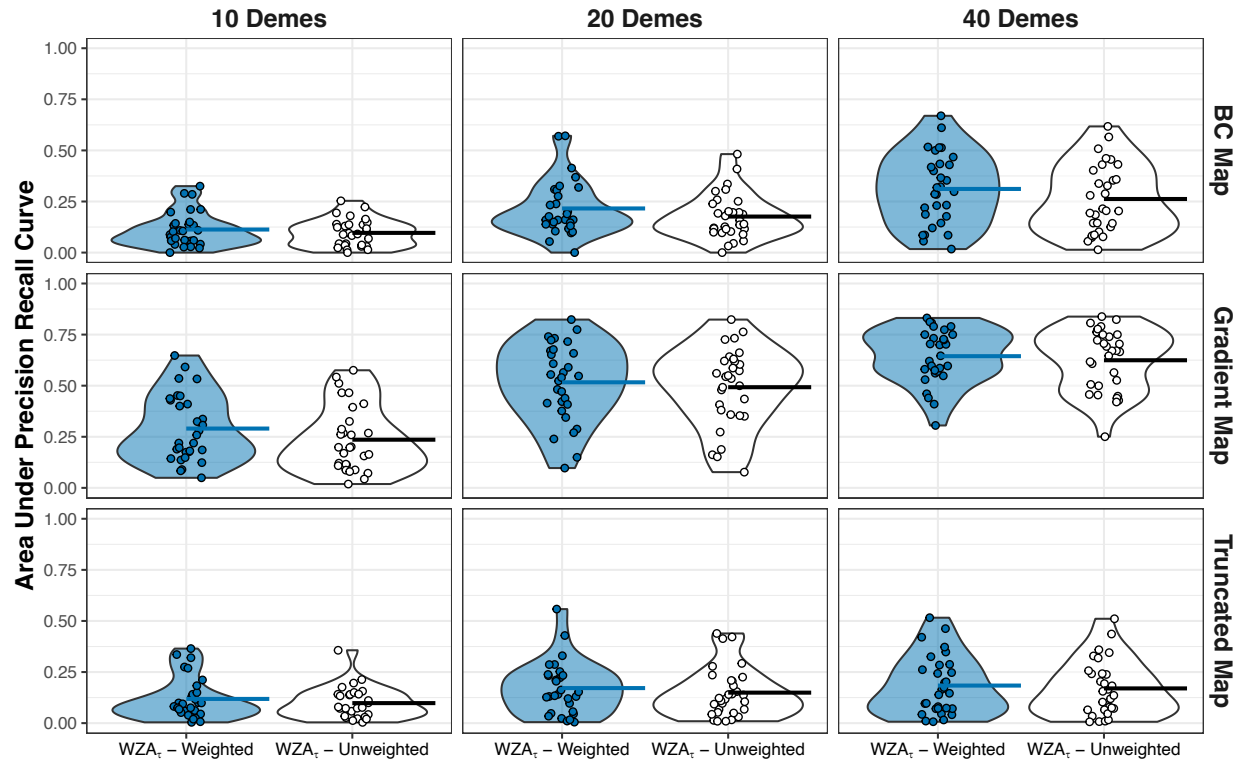 10 Demes
20 Demes
40 Demes
Area Under Precision Recall Curve
1.00
0.75
0.50
0.25
0.00
BC Map
1.00
0.75
0.50
0.25
0.00
Gradient Map
1.00
0.75
0.50
0.25
0.00
Truncated Map
WZAτ − Weighted
WZAτ − Unweighted
WZAτ − Weighted
WZAτ − Unweighted
WZAτ − Weighted
WZAτ − Unweighted